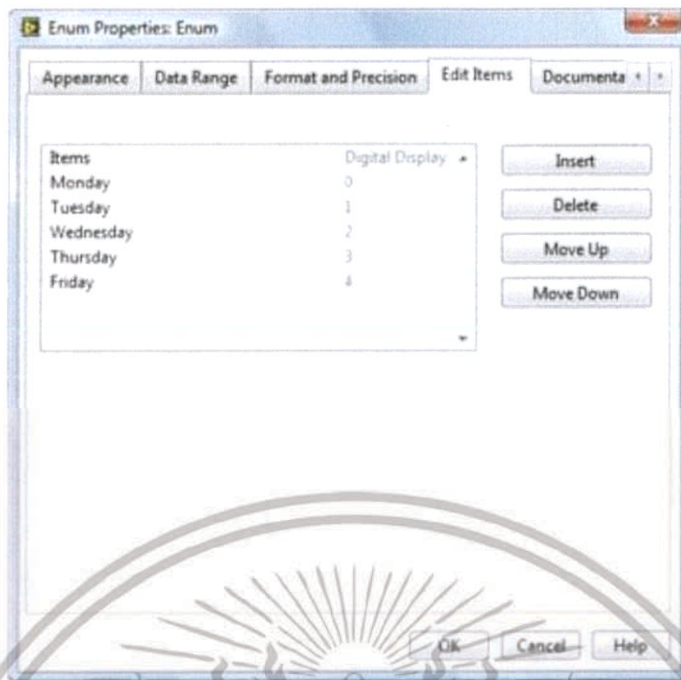 Enum Properties: Enum
Appearance Data Range Format and Precision Edit Items Documenta
Items Digital Display
Monday 0
Tuesday 1
Wednesday 2
Thursday 3
Friday 4
Insert
Delete
Move Up
Move Down
OK Cancel Help